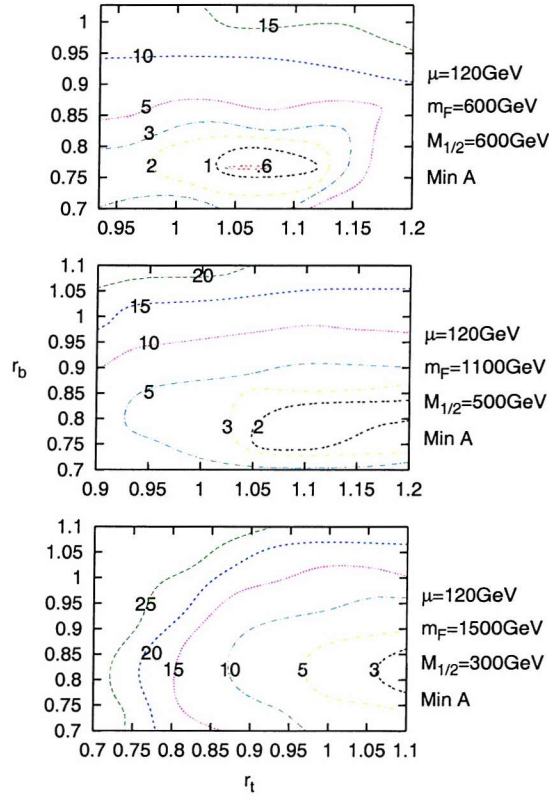 1
0.95
0.9
0.85
0.8
0.75
0.7
15
10
5
3
2
1
.6
0.95 1 1.05 1.1 1.15 1.2
μ=120GeV
m_F=600GeV
M_1/2=600GeV
Min A
r_b
1.1
1.05
1
0.95
0.9
0.85
0.8
0.75
0.7
20
15
10
5
3 2
0.9 0.95 1 1.05 1.1 1.15 1.2
μ=120GeV
m_F=1100GeV
M_1/2=500GeV
Min A
1.1
1.05
1
0.95
0.9
0.85
0.8
0.75
0.7
25
20
15 10 5 3
0.7 0.75 0.8 0.85 0.9 0.95 1 1.05 1.1
μ=120GeV
m_F=1500GeV
M_1/2=300GeV
Min A
r_t